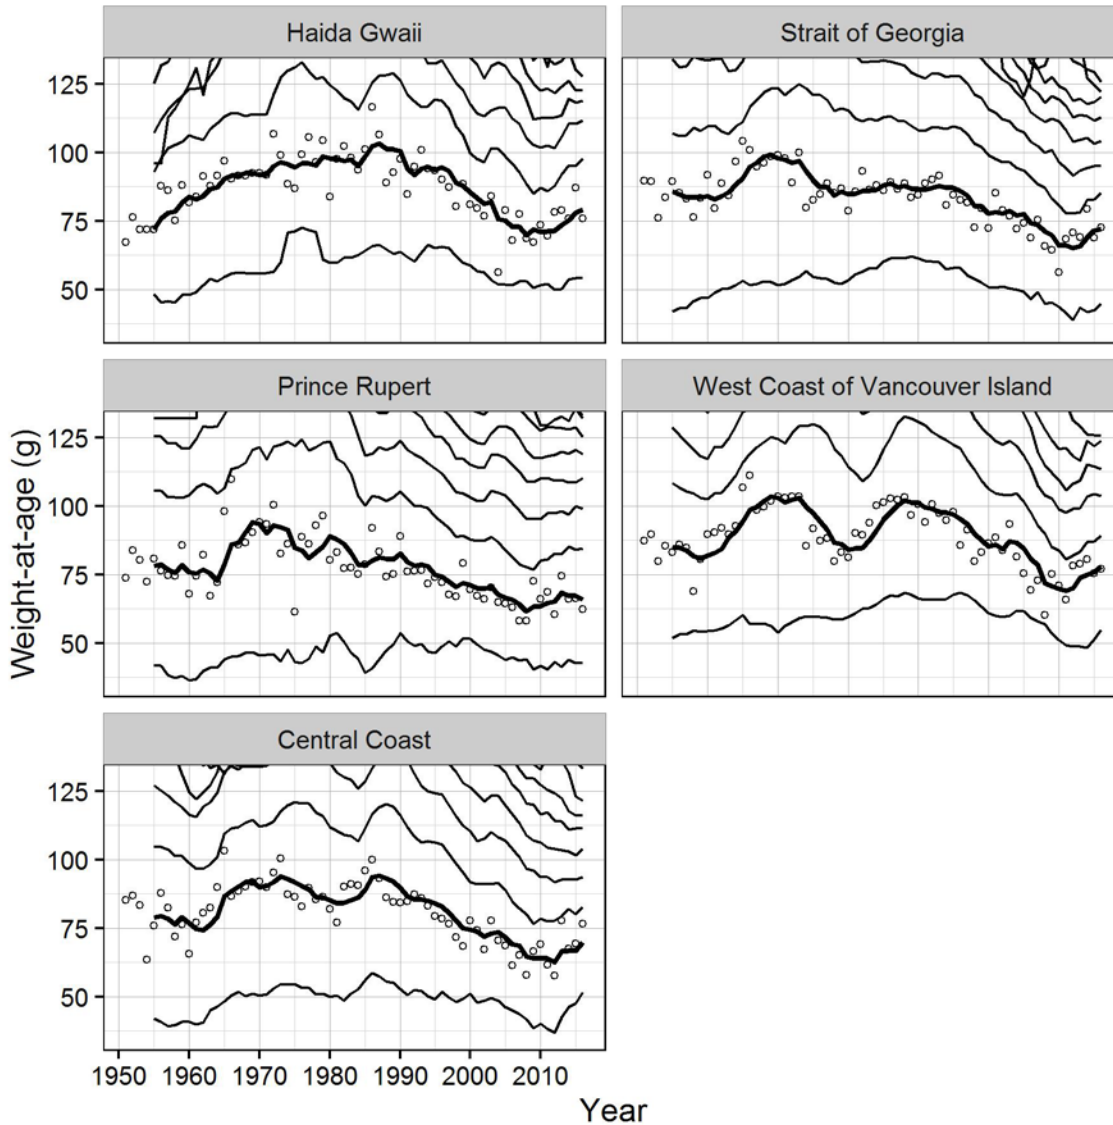 Haida Gwaii
Strait of Georgia
125
100
75
50
Prince Rupert
West Coast of Vancouver Island
125
100
75
50
Weight-at-age (g)
Central Coast
125
100
75
50
1950 1960 1970 1980 1990 2000 2010
Year